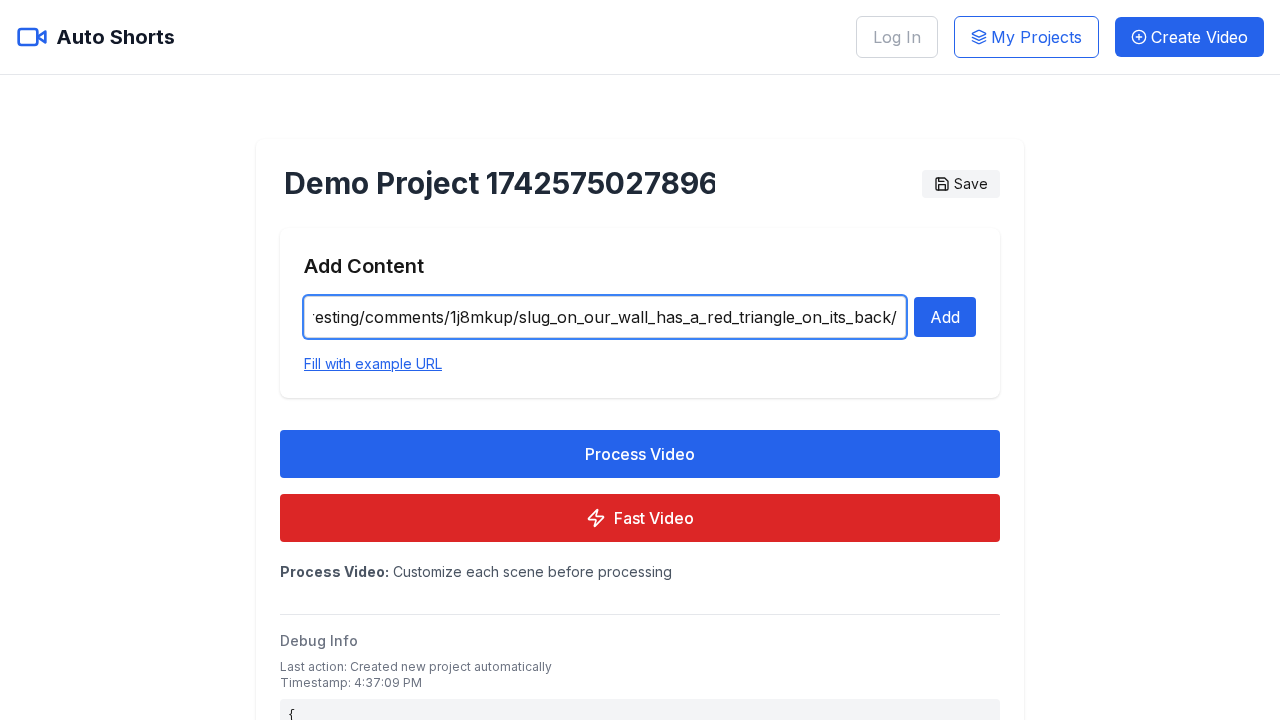 Auto Shorts
Log In
My Projects
Create Video
Demo Project 1742575027896
Save
Add Content
esting/comments/1j8mkup/slug_on_our_wall_has_a_red_triangle_on_its_back/
Add
Fill with example URL
Process Video
Fast Video
Process Video: Customize each scene before processing
Debug Info
Last action: Created new project automatically
Timestamp: 4:37:09 PM
{